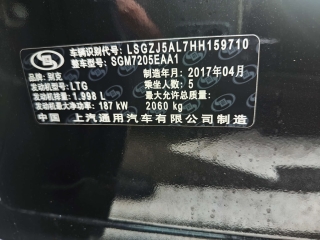 车辆识别代号: LSGZJ5AL7HH159710
整车型号: SGM7205EAA1
品牌: 别克 制造年月: 2017年04月
发动机型号: LTG 乘坐人数: 5
发动机排量: 1.998 L 最大允许总质量:
发动机最大净功率: 187 kW 2060 kg
中国 上汽通用汽车有限公司制造